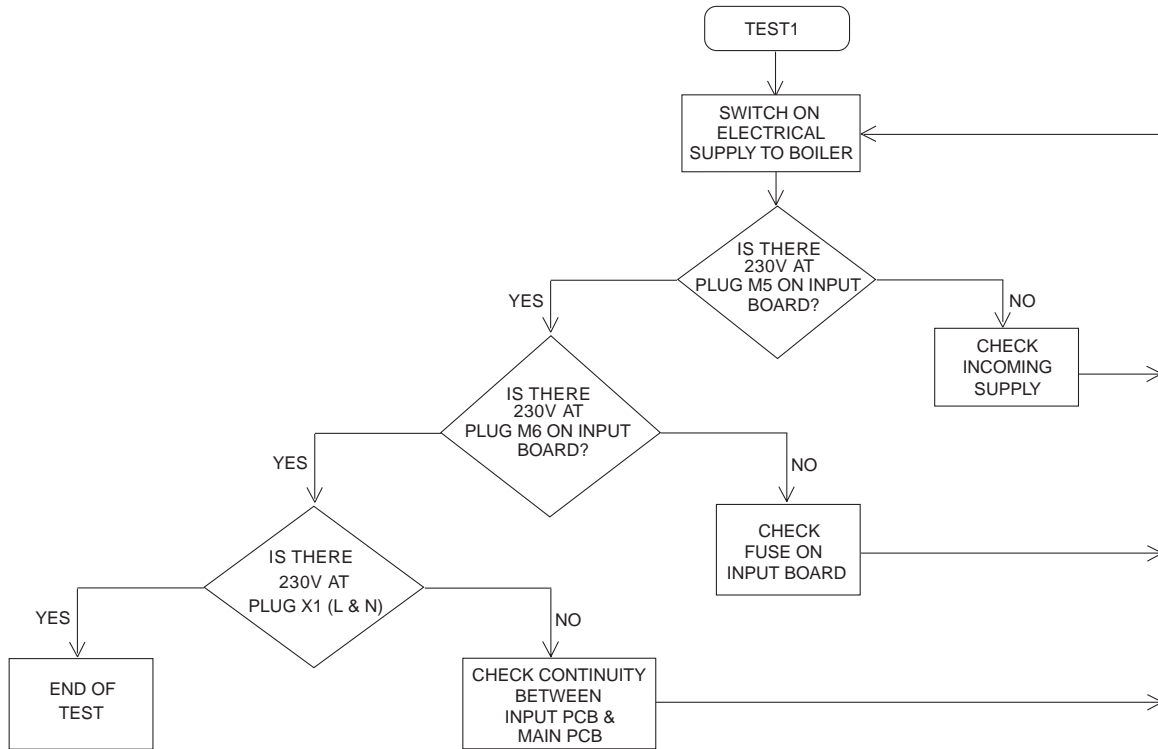 TEST1
SWITCH ON
ELECTRICAL
SUPPLY TO BOILER
IS THERE
230V AT
PLUG M5 ON INPUT
BOARD?
YES
NO
CHECK
INCOMING
SUPPLY
IS THERE
230V AT
PLUG M6 ON INPUT
BOARD?
YES
NO
CHECK
FUSE ON
INPUT BOARD
IS THERE
230V AT
PLUG X1 (L & N)
YES
NO
END OF
TEST
CHECK CONTINUITY
BETWEEN
INPUT PCB &
MAIN PCB